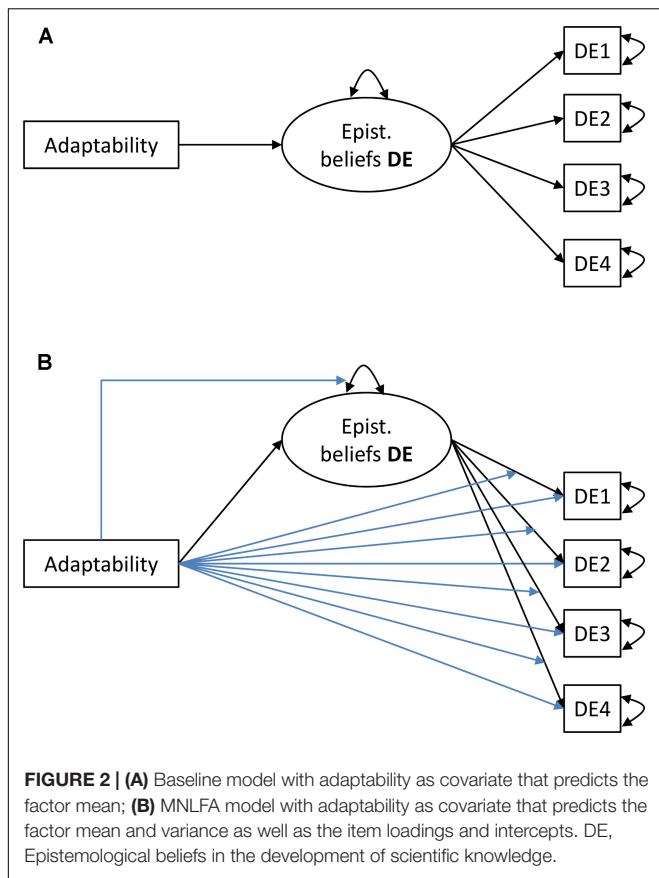 A
Adaptability
Epist.
beliefs DE
DE1
DE2
DE3
DE4
B
Adaptability
Epist.
beliefs DE
DE1
DE2
DE3
DE4
FIGURE 2 | (A) Baseline model with adaptability as covariate that predicts the
factor mean; (B) MNLFA model with adaptability as covariate that predicts the
factor mean and variance as well as the item loadings and intercepts. DE,
Epistemological beliefs in the development of scientific knowledge.